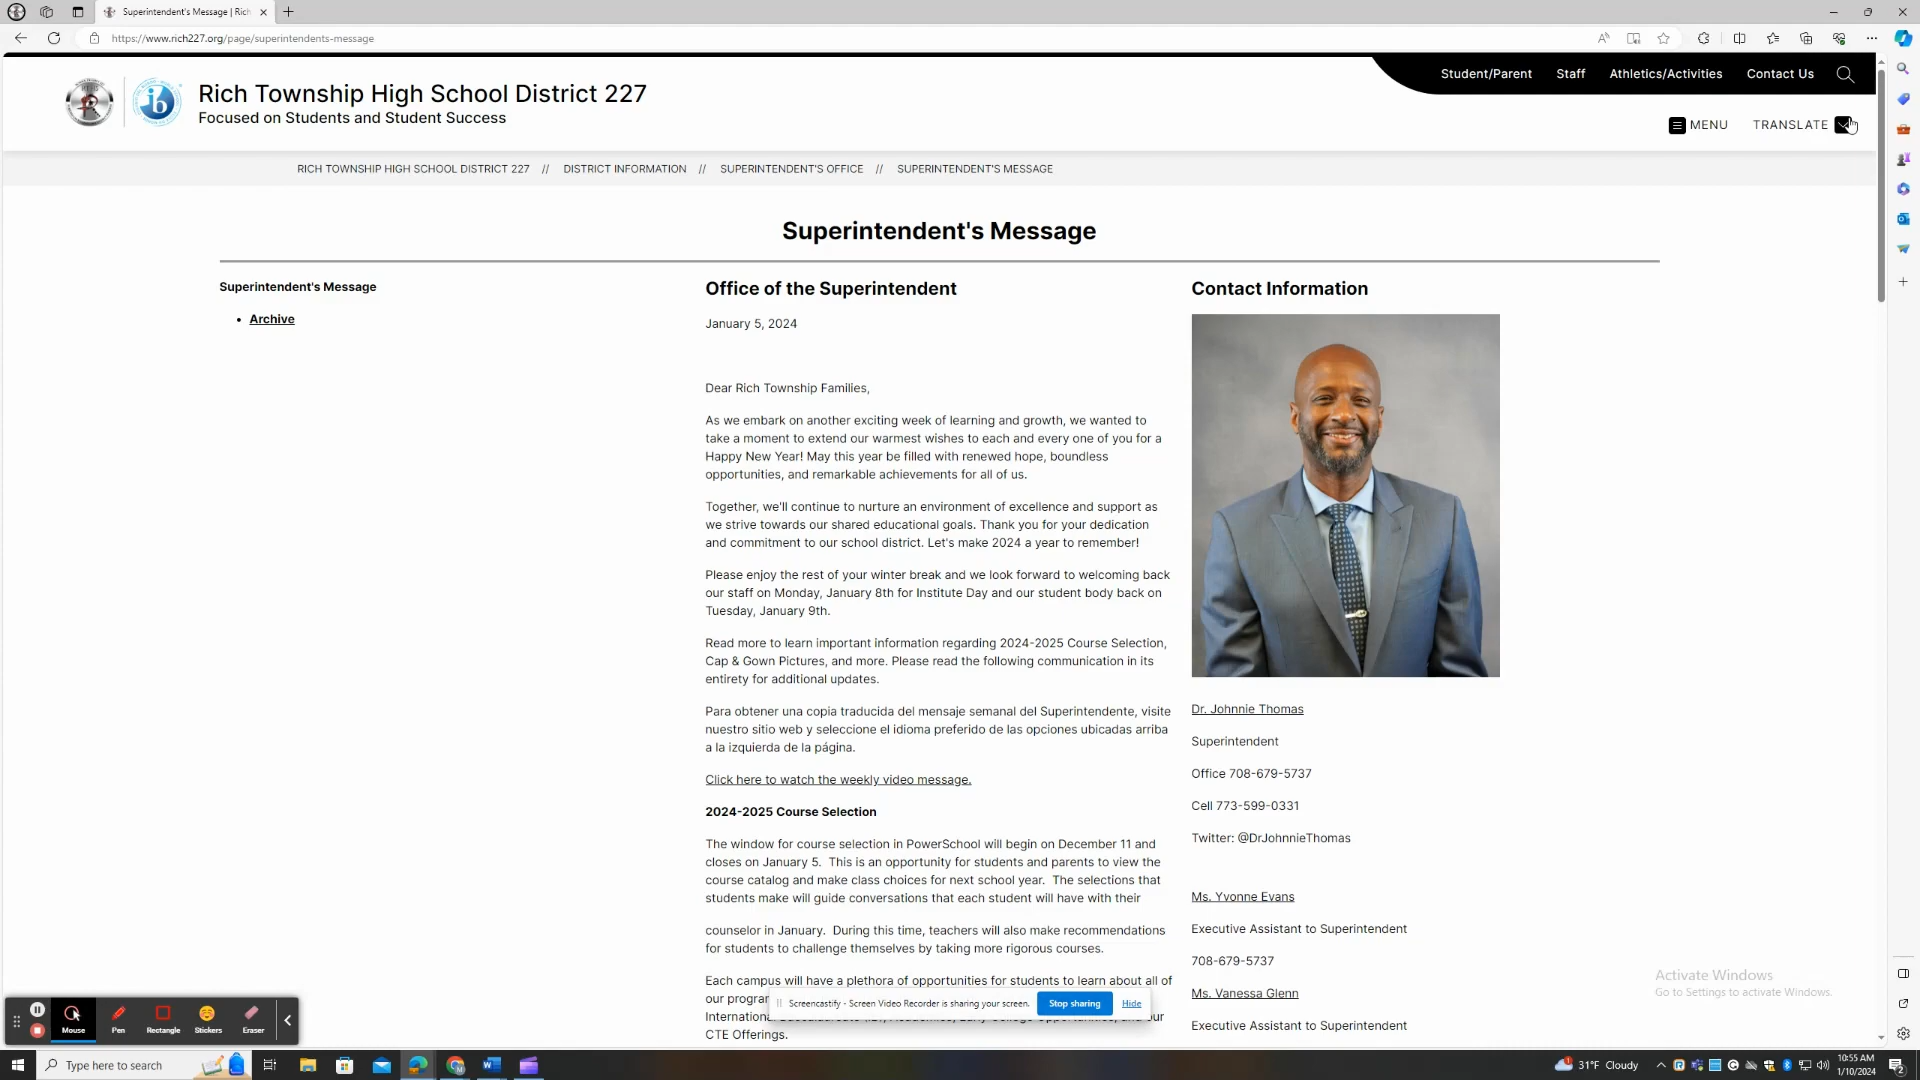 Superintendent's Message | Rich
https://www.rich227.org/page/superintendents-message
Student/Parent Staff Athletics/Activities Contact Us
Rich Township High School District 227
Focused on Students and Student Success
MENU TRANSLATE
RICH TOWNSHIP HIGH SCHOOL DISTRICT 227 // DISTRICT INFORMATION // SUPERINTENDENT'S OFFICE // SUPERINTENDENT'S MESSAGE
Superintendent's Message
Superintendent's Message
• Archive
Office of the Superintendent
January 5, 2024
Dear Rich Township Families,
As we embark on another exciting week of learning and growth, we wanted to
take a moment to extend our warmest wishes to each and every one of you for a
Happy New Year! May this year be filled with renewed hope, boundless
opportunities, and remarkable achievements for all of us.
Together, we'll continue to nurture an environment of excellence and support as
we strive towards our shared educational goals. Thank you for your dedication
and commitment to our school district. Let's make 2024 a year to remember!
Please enjoy the rest of your winter break and we look forward to welcoming back
our staff on Monday, January 8th for Institute Day and our student body back on
Tuesday, January 9th.
Read more to learn important information regarding 2024-2025 Course Selection,
Cap & Gown Pictures, and more. Please read the following communication in its
entirety for additional updates.
Para obtener una copia traducida del mensaje semanal del Superintendente, visite
nuestro sitio web y seleccione el idioma preferido de las opciones ubicadas arriba
a la izquierda de la página.
Click here to watch the weekly video message.
2024-2025 Course Selection
The window for course selection in PowerSchool will begin on December 11 and
closes on January 5. This is an opportunity for students and parents to view the
course catalog and make class choices for next school year. The selections that
students make will guide conversations that each student will have with their
counselor in January. During this time, teachers will also make recommendations
for students to challenge themselves by taking more rigorous courses.
Each campus will have a plethora of opportunities for students to learn about all of
our
CTE Offerings.
Contact Information
Dr. Johnnie Thomas
Superintendent
Office 708-679-5737
Cell 773-599-0331
Twitter: @DrJohnnieThomas
Ms. Yvonne Evans
Executive Assistant to Superintendent
708-679-5737
Ms. Vanessa Glenn
Executive Assistant to Superintendent
Activate Windows
Go to Settings to activate Windows.
Screencastify - Screen Video Recorder is sharing your screen. Stop sharing Hide
Mouse Pen Rectangle Stickers Eraser
Type here to search
31°F Cloudy
10:55 AM
1/10/2024